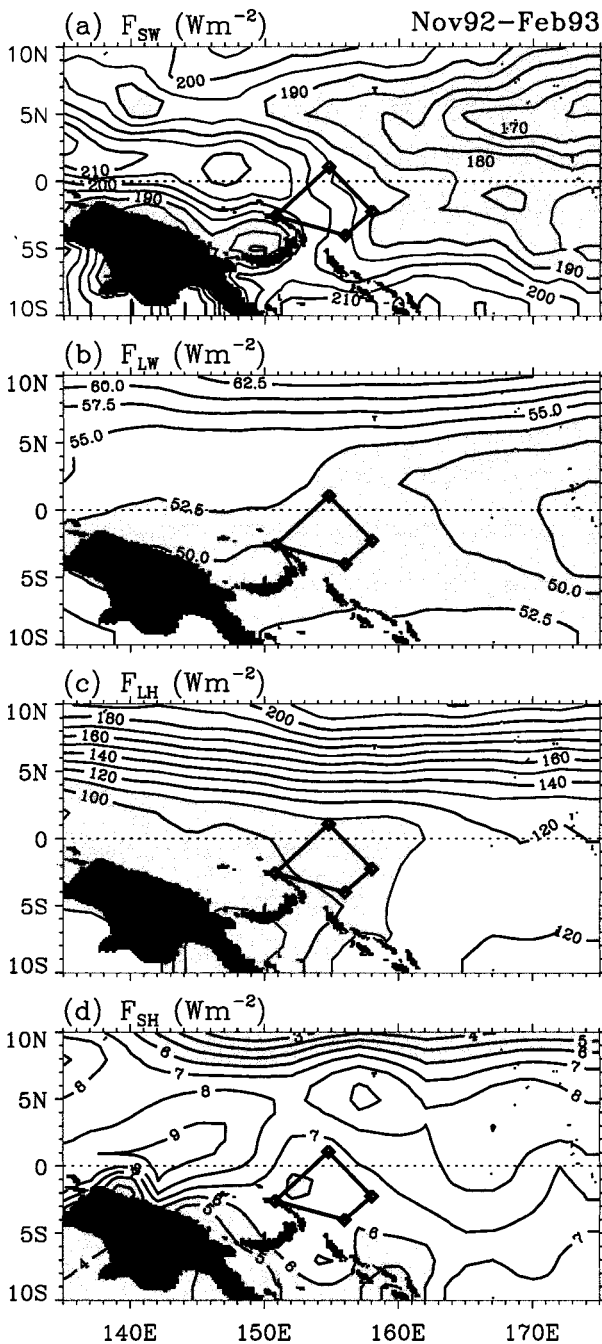 (a) F_SW (Wm⁻²) Nov92−Feb93
10N
5N
0
5S
10S
200
190
170
180
210
200
190
190
200
210
(b) F_LW (Wm⁻²)
10N
5N
0
5S
10S
60.0
57.5
55.0
62.5
55.0
52.5
50.0
50.0
52.5
(c) F_LH (Wm⁻²)
10N
5N
0
5S
10S
180
160
140
120
100
200
160
140
120
120
(d) F_SH (Wm⁻²)
10N
5N
0
5S
10S
6
7
8
8
9
4
5
6
7
8
7
6
7
5
4
140E 150E 160E 170E